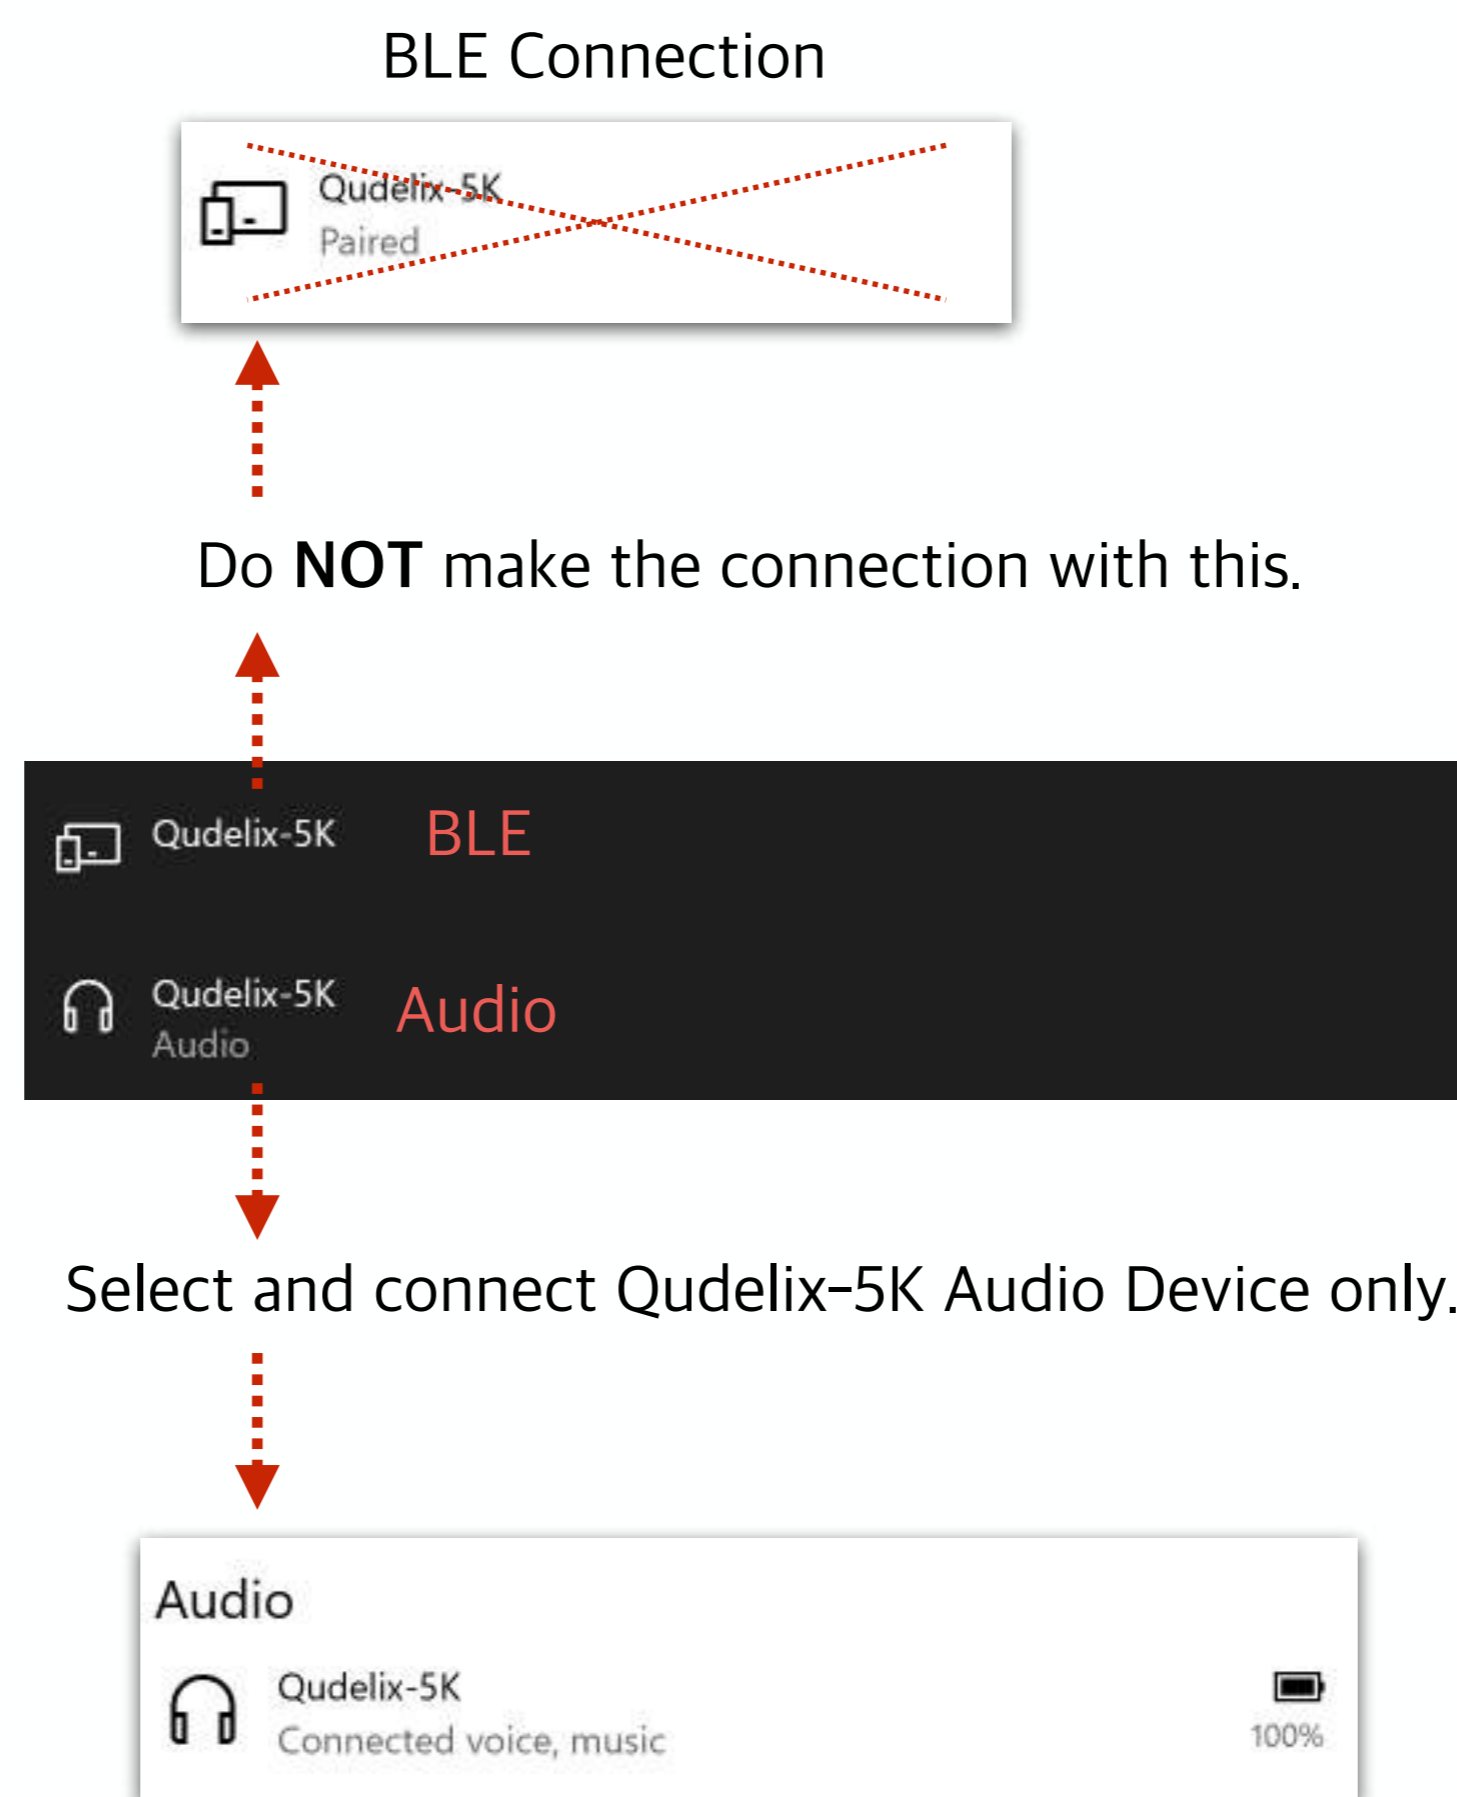 BLE Connection
Qudelix-5K
Paired
Do NOT make the connection with this.
Qudelix-5K BLE
Qudelix-5K Audio
Audio
Select and connect Qudelix-5K Audio Device only.
Audio
Qudelix-5K
Connected voice, music 100%